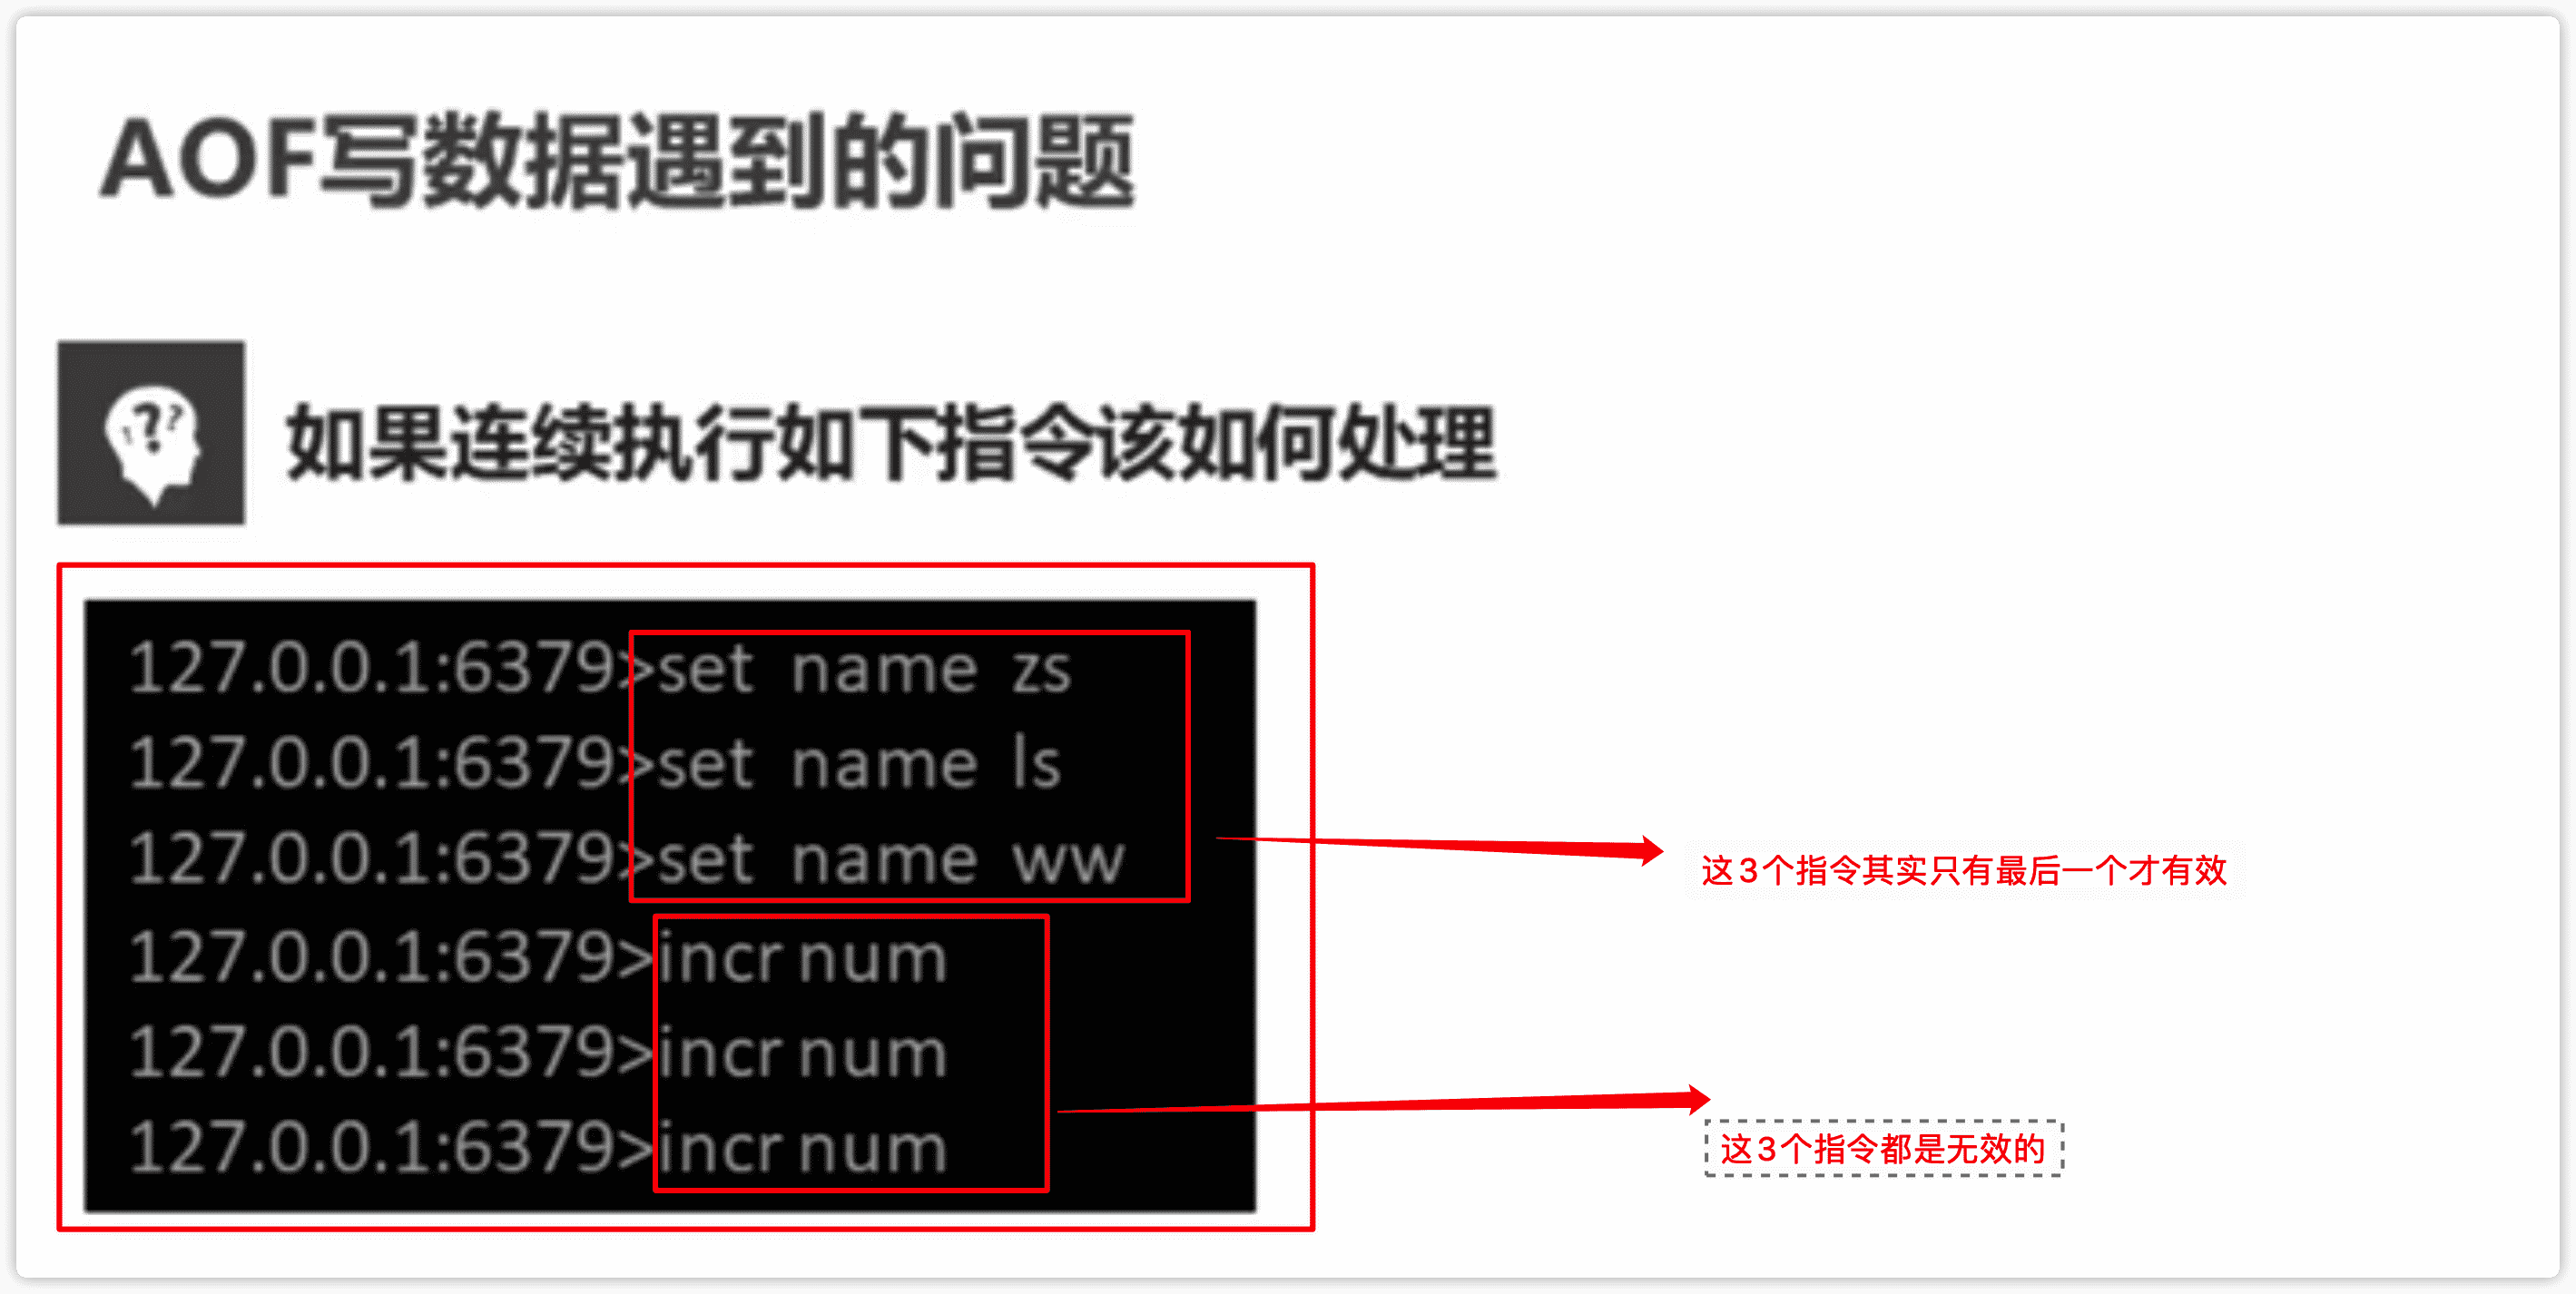 AOF写数据遇到的问题
如果连续执行如下指令该如何处理
127.0.0.1:6379>set name zs
127.0.0.1:6379>set name ls
127.0.0.1:6379>set name ww
127.0.0.1:6379>incr num
127.0.0.1:6379>incr num
127.0.0.1:6379>incr num
这3个指令其实只有最后一个才有效
这3个指令都是无效的